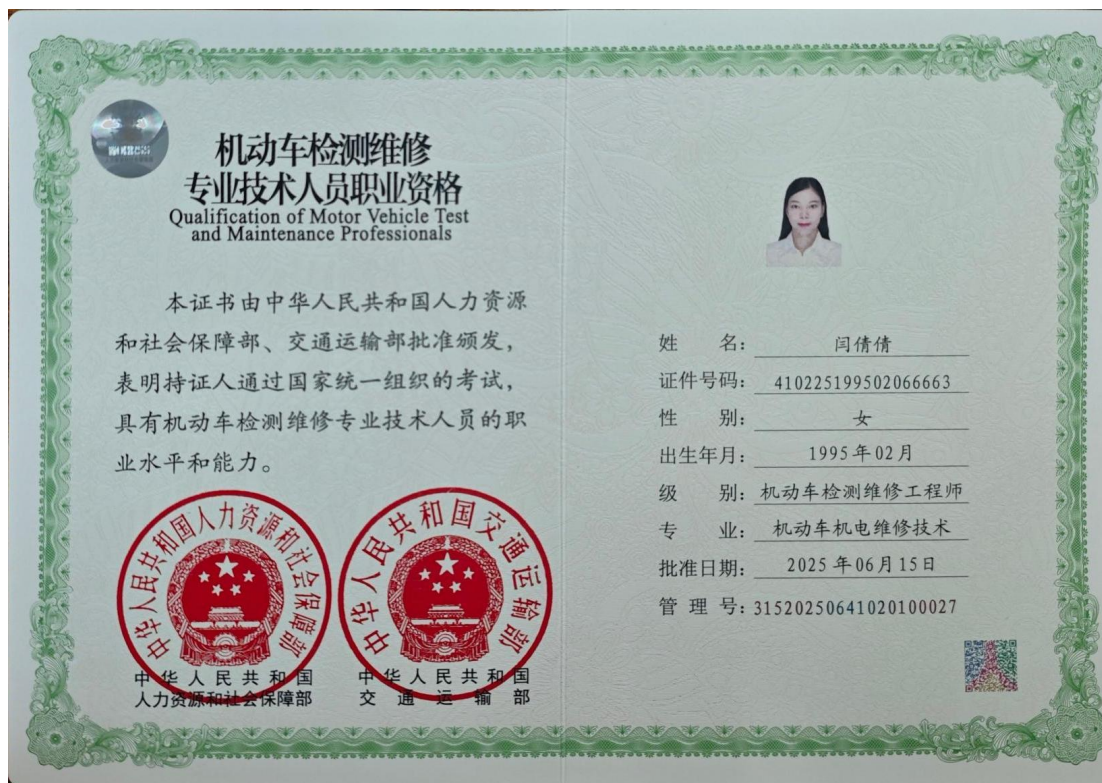 机动车检测维修
专业技术人员职业资格
Qualification of Motor Vehicle Test
and Maintenance Professionals
本证书由中华人民共和国人力资源
和社会保障部、交通运输部批准颁发，
表明持证人通过国家统一组织的考试，
具有机动车检测维修专业技术人员的职
业水平和能力。
中华人民共和国人力资源和社会保障部
中华人民共和国交通运输部
中华人民共和国
人力资源和社会保障部
中华人民共和国
交通运输部
姓名：闫倩倩
证件号码：410225199502066663
性别：女
出生年月：1995年02月
级别：机动车检测维修工程师
专业：机动车机电维修技术
批准日期：2025年06月15日
管理号：31520250641020100027